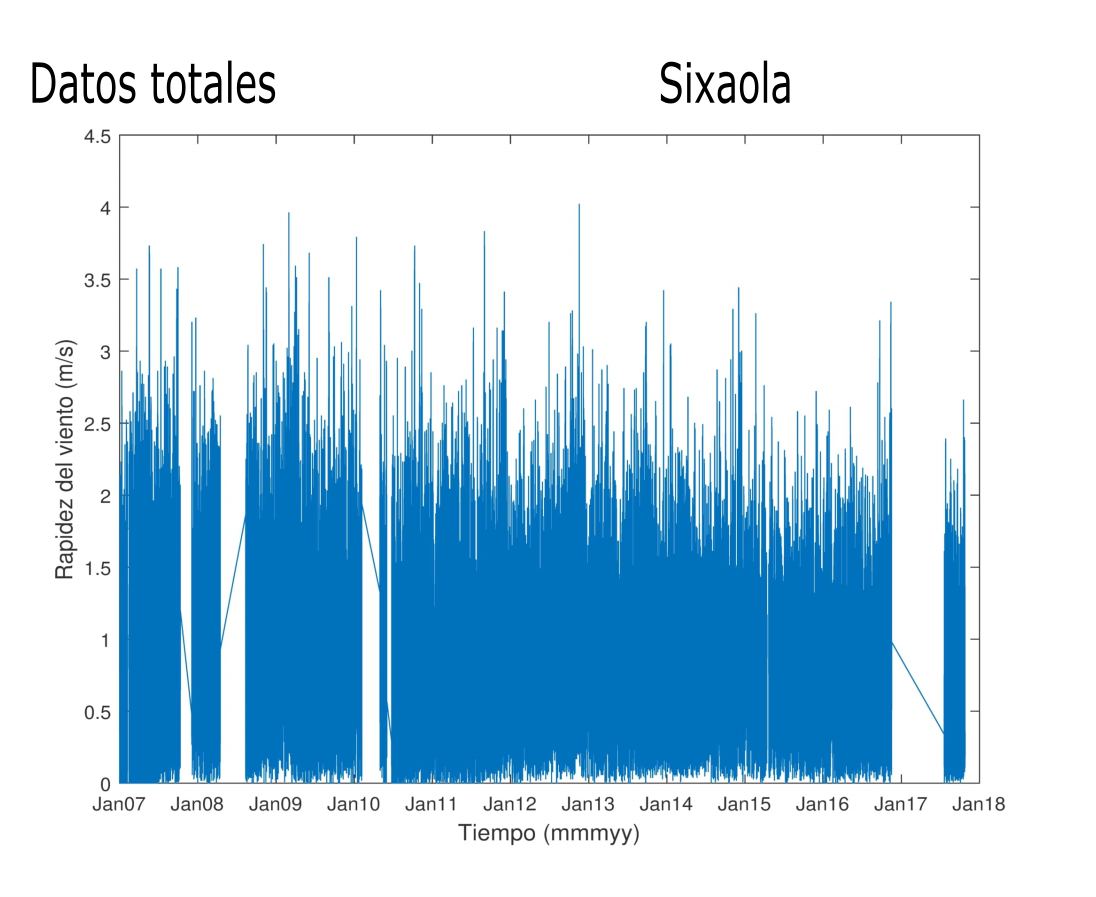 Datos totales
Sixaola
Rapidez del viento (m/s)
4.5
4
3.5
3
2.5
2
1.5
1
0.5
0
Jan07 Jan08 Jan09 Jan10 Jan11 Jan12 Jan13 Jan14 Jan15 Jan16 Jan17 Jan18
Tiempo (mmmyy)